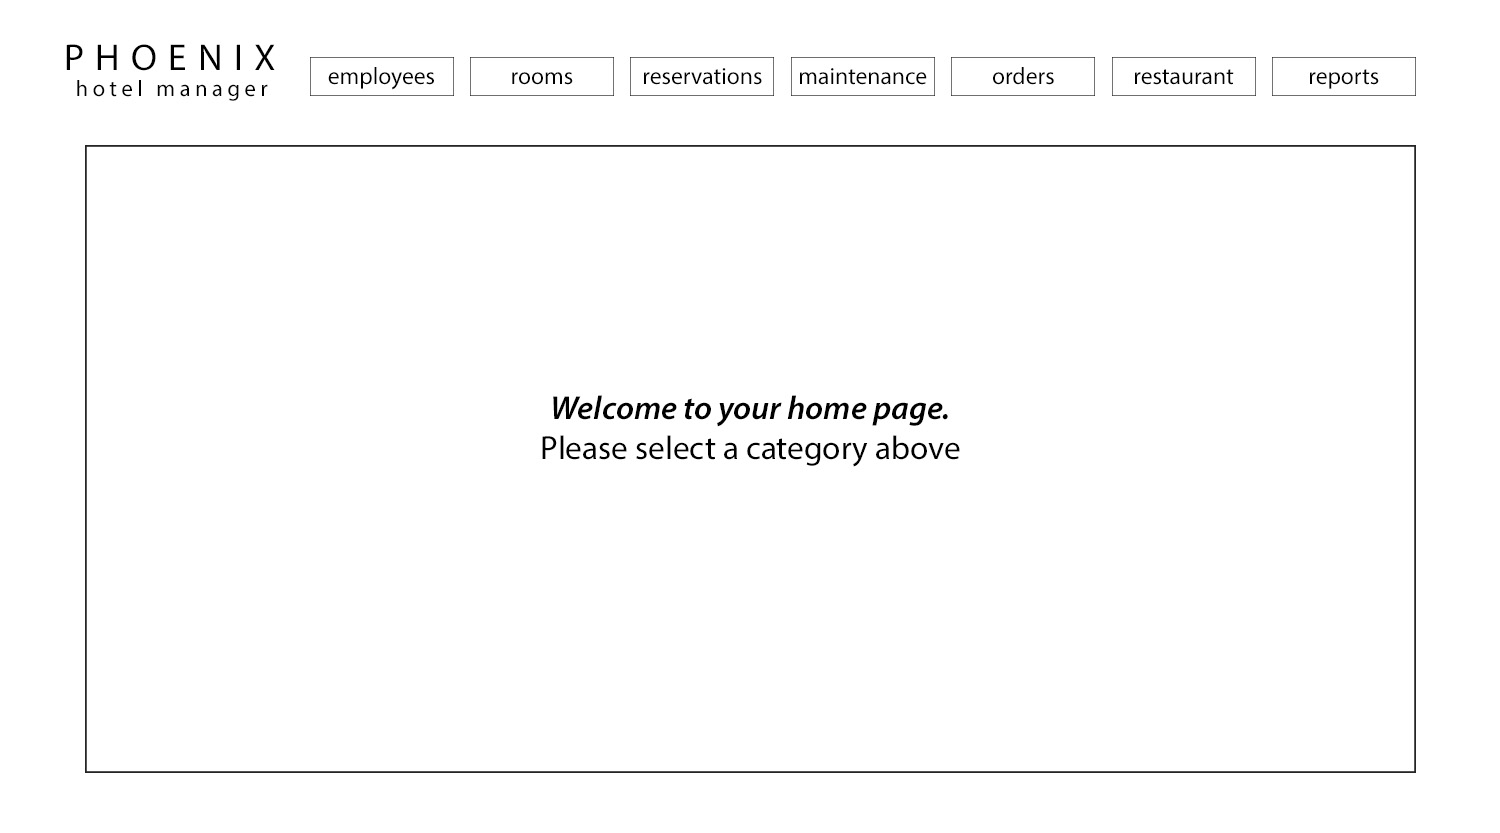 PHOENIX
hotel manager
employees
rooms
reservations
maintenance
orders
restaurant
reports
Welcome to your home page.
Please select a category above